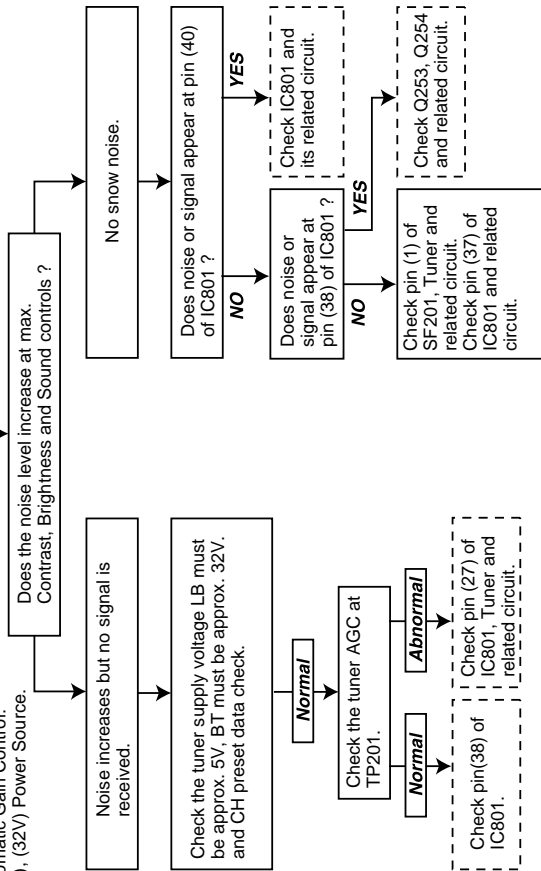 omatic Gain Control.
), (32V) Power Source.
Does the noise level increase at max.
Contrast, Brightness and Sound controls ?
Noise increases but no signal is
received.
Check the tuner supply voltage LB must
be approx. 5V, BT must be approx. 32V.
and CH preset data check.
Normal
Check the tuner AGC at
TP201.
Normal
Abnormal
Check pin(38) of
IC801.
Check pin (27) of
IC801, Tuner and
related circuit.
No snow noise.
Does noise or signal appear at pin (40)
of IC801 ?
NO
YES
Does noise or
signal appear at
pin (38) of IC801 ?
Check IC801 and
its related circuit.
NO
YES
Check pin (1) of
SF201, Tuner and
related circuit.
Check pin (37) of
IC801 and related
circuit.
Check Q253, Q254
and related circuit.